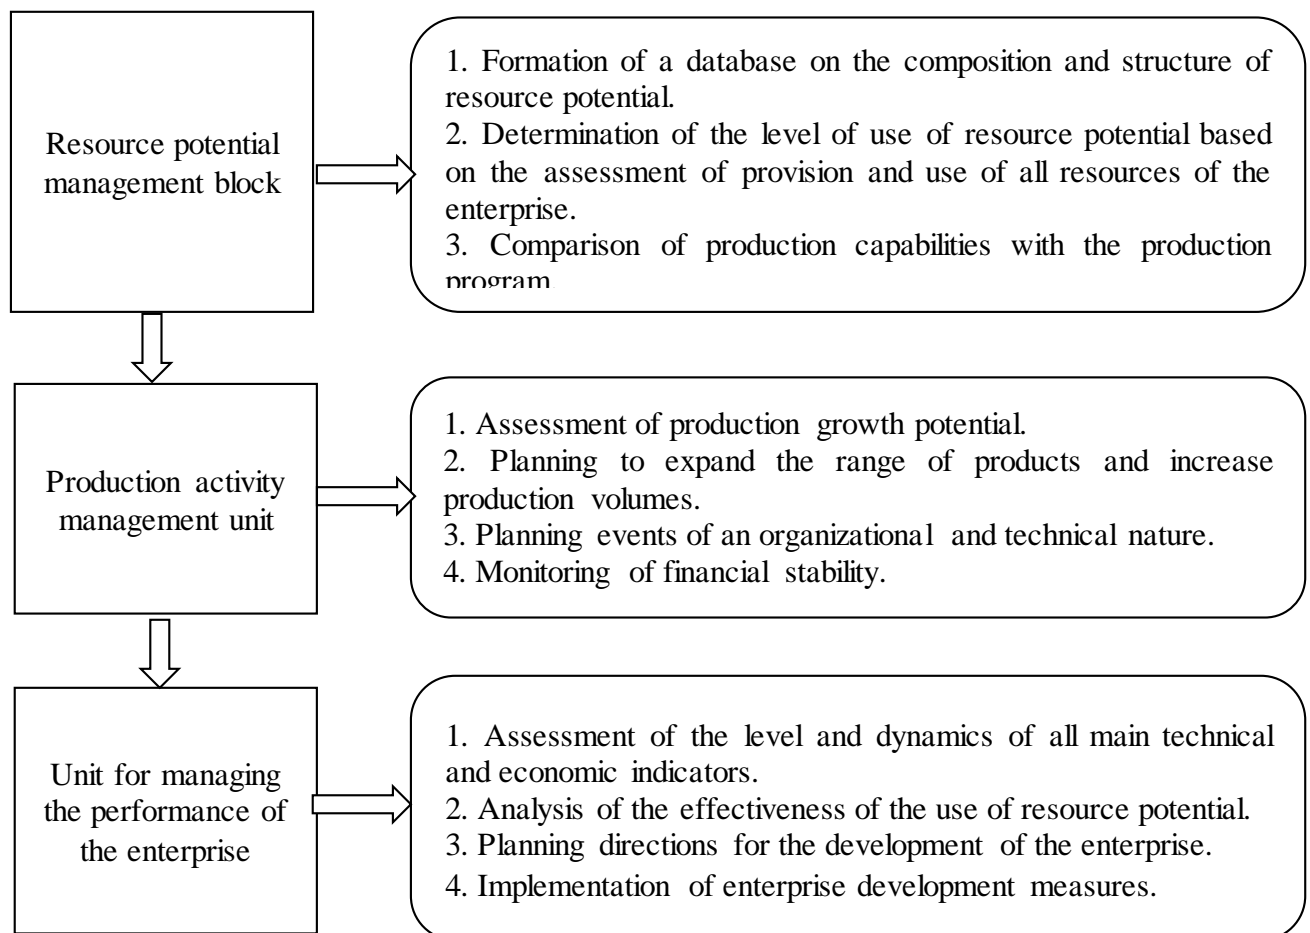 Resource potential
management block
1. Formation of a database on the composition and structure of
resource potential.
2. Determination of the level of use of resource potential based
on the assessment of provision and use of all resources of the
enterprise.
3. Comparison of production capabilities with the production
program.
Production activity
management unit
1. Assessment of production growth potential.
2. Planning to expand the range of products and increase
production volumes.
3. Planning events of an organizational and technical nature.
4. Monitoring of financial stability.
Unit for managing
the performance of
the enterprise
1. Assessment of the level and dynamics of all main technical
and economic indicators.
2. Analysis of the effectiveness of the use of resource potential.
3. Planning directions for the development of the enterprise.
4. Implementation of enterprise development measures.